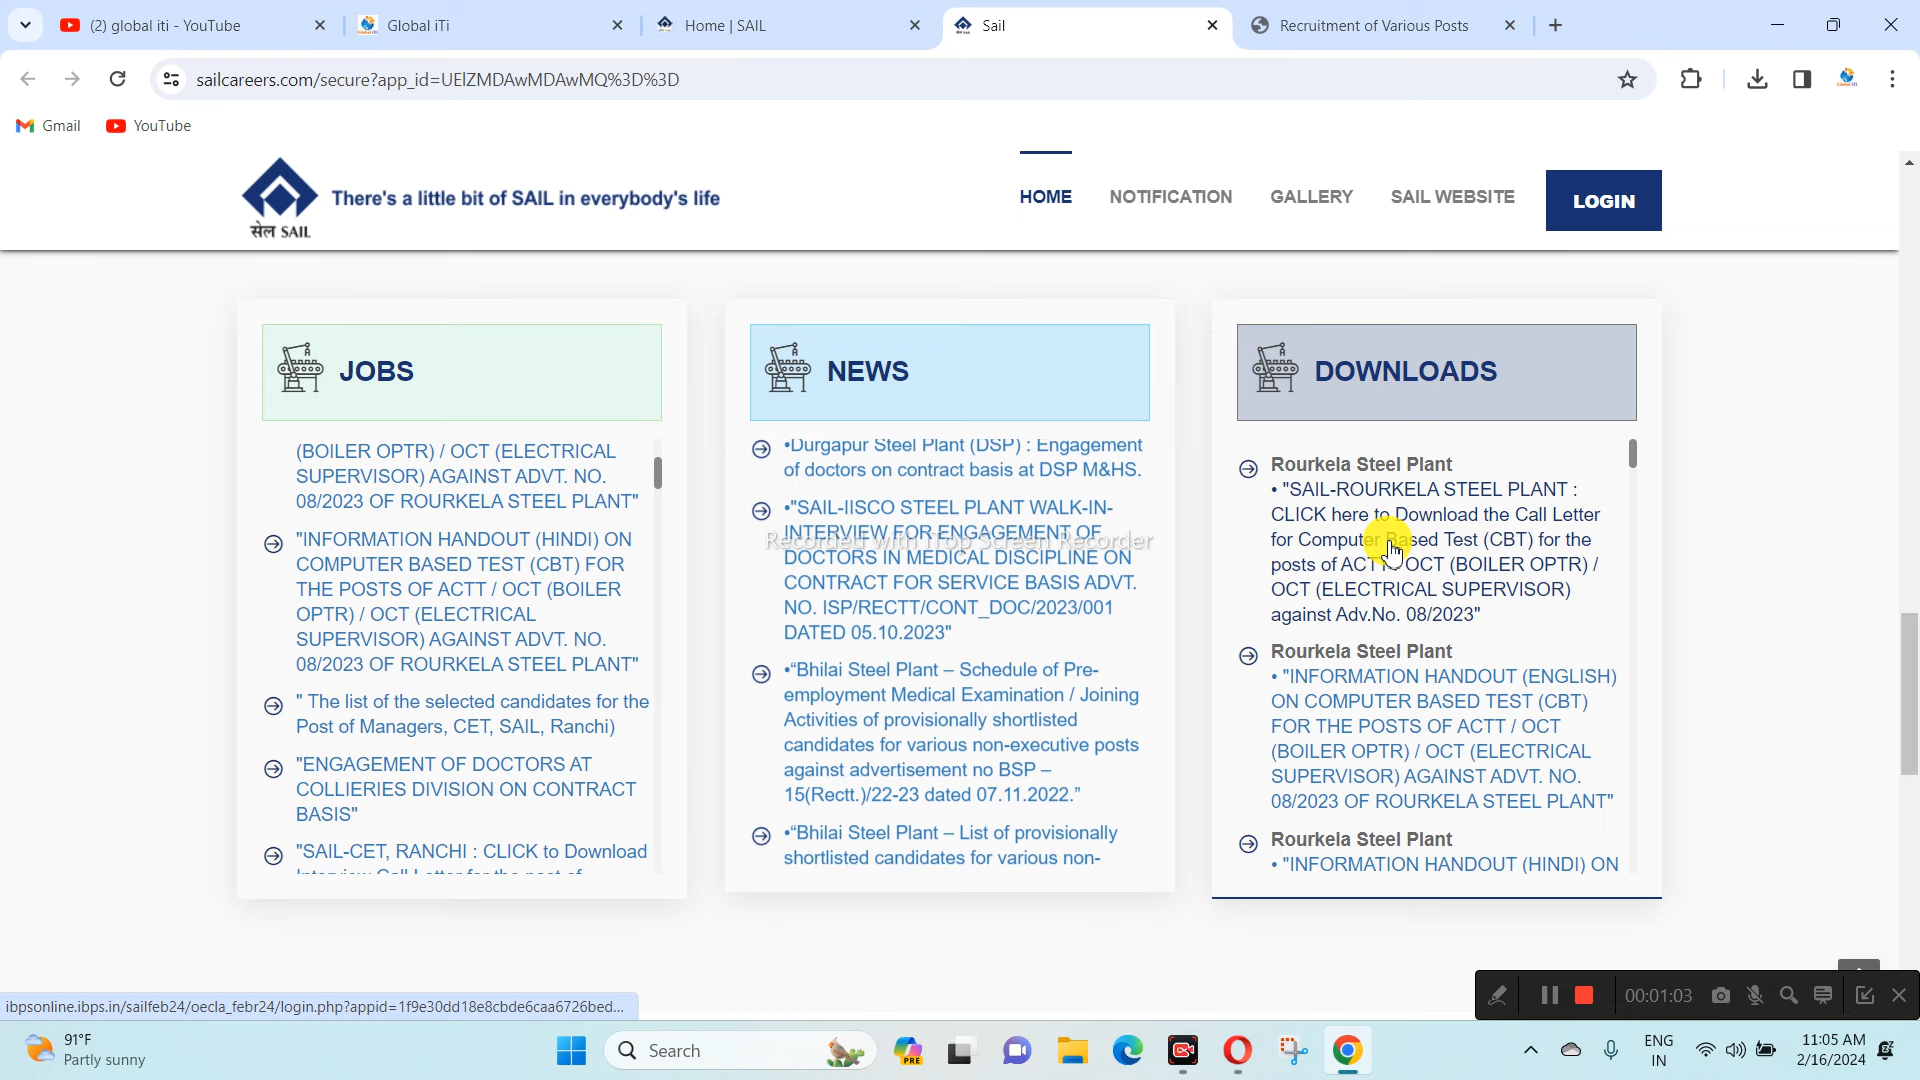 (2) global iti - YouTube
Global iTi
Home | SAIL
Sail
Recruitment of Various Posts
sailcareers.com/secure?app_id=UElZMDAwMDAwMQ%3D%3D
Gmail
YouTube
सेल SAIL
There's a little bit of SAIL in everybody's life
HOME
NOTIFICATION
GALLERY
SAIL WEBSITE
LOGIN
JOBS
(BOILER OPTR) / OCT (ELECTRICAL
SUPERVISOR) AGAINST ADVT. NO.
08/2023 OF ROURKELA STEEL PLANT"
"INFORMATION HANDOUT (HINDI) ON
COMPUTER BASED TEST (CBT) FOR
THE POSTS OF ACTT / OCT (BOILER
OPTR) / OCT (ELECTRICAL
SUPERVISOR) AGAINST ADVT. NO.
08/2023 OF ROURKELA STEEL PLANT"
" The list of the selected candidates for the
Post of Managers, CET, SAIL, Ranchi)
"ENGAGEMENT OF DOCTORS AT
COLLIERIES DIVISION ON CONTRACT
BASIS"
"SAIL-CET, RANCHI : CLICK to Download
NEWS
•Durgapur Steel Plant (DSP) : Engagement
of doctors on contract basis at DSP M&HS.
•"SAIL-IISCO STEEL PLANT WALK-IN-
INTERVIEW FOR ENGAGEMENT OF
DOCTORS IN MEDICAL DISCIPLINE ON
CONTRACT FOR SERVICE BASIS ADVT.
NO. ISP/RECTT/CONT_DOC/2023/001
DATED 05.10.2023"
•“Bhilai Steel Plant – Schedule of Pre-
employment Medical Examination / Joining
Activities of provisionally shortlisted
candidates for various non-executive posts
against advertisement no BSP –
15(Rectt.)/22-23 dated 07.11.2022.”
•“Bhilai Steel Plant – List of provisionally
shortlisted candidates for various non-
Recorded with iTop Screen Recorder
DOWNLOADS
Rourkela Steel Plant
• "SAIL-ROURKELA STEEL PLANT :
CLICK here to Download the Call Letter
for Computer Based Test (CBT) for the
posts of ACTT / OCT (BOILER OPTR) /
OCT (ELECTRICAL SUPERVISOR)
against Adv.No. 08/2023"
Rourkela Steel Plant
• "INFORMATION HANDOUT (ENGLISH)
ON COMPUTER BASED TEST (CBT)
FOR THE POSTS OF ACTT / OCT
(BOILER OPTR) / OCT (ELECTRICAL
SUPERVISOR) AGAINST ADVT. NO.
08/2023 OF ROURKELA STEEL PLANT"
Rourkela Steel Plant
• "INFORMATION HANDOUT (HINDI) ON
00:01:03
ibpsonline.ibps.in/sailfeb24/oecla_febr24/login.php?appid=1f9e30dd18e8cbde6caa6726bed...
91°F
Partly sunny
Search
PRE
ENG
IN
11:05 AM
2/16/2024